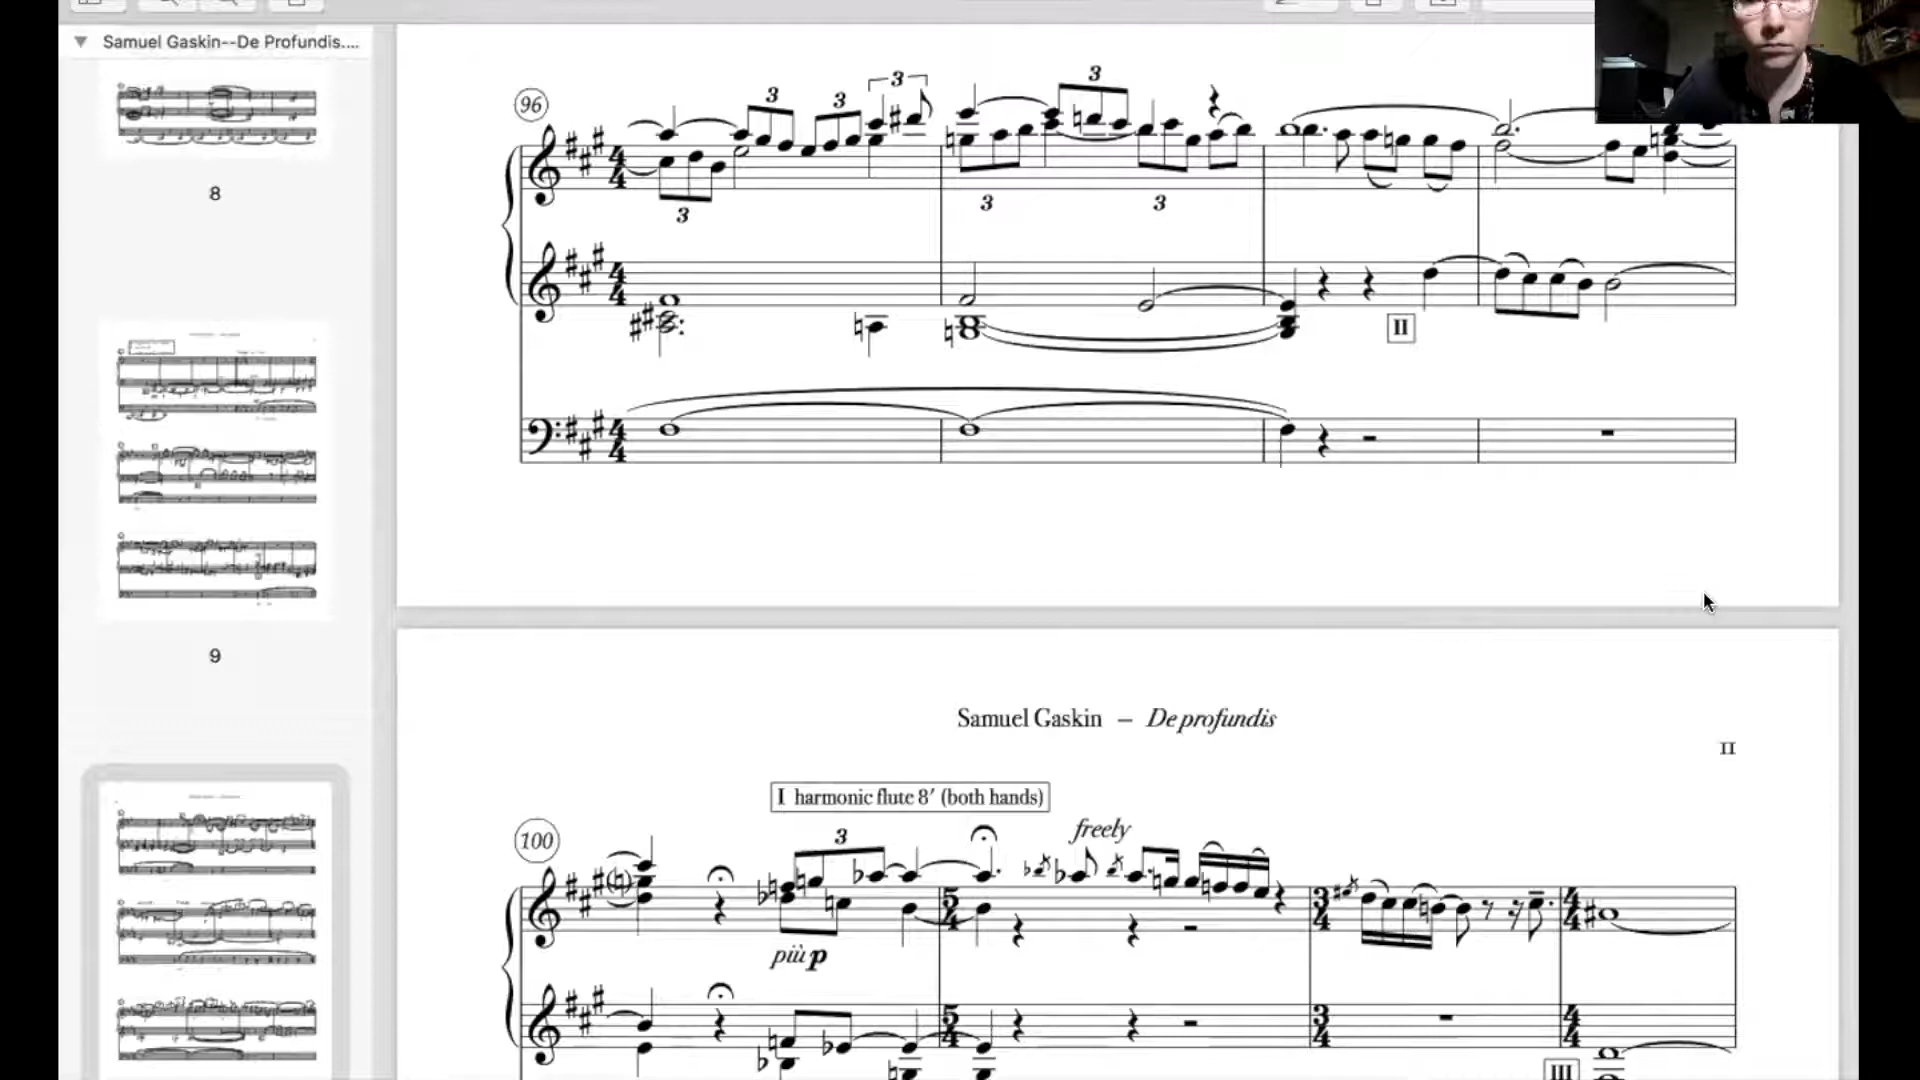 Samuel Gaskin--De Profundis....
8
9
96
3
3
3
3
3
3
3
II
Samuel Gaskin – De profundis
II
I harmonic flute 8′ (both hands)
100
3
freely
più p
III